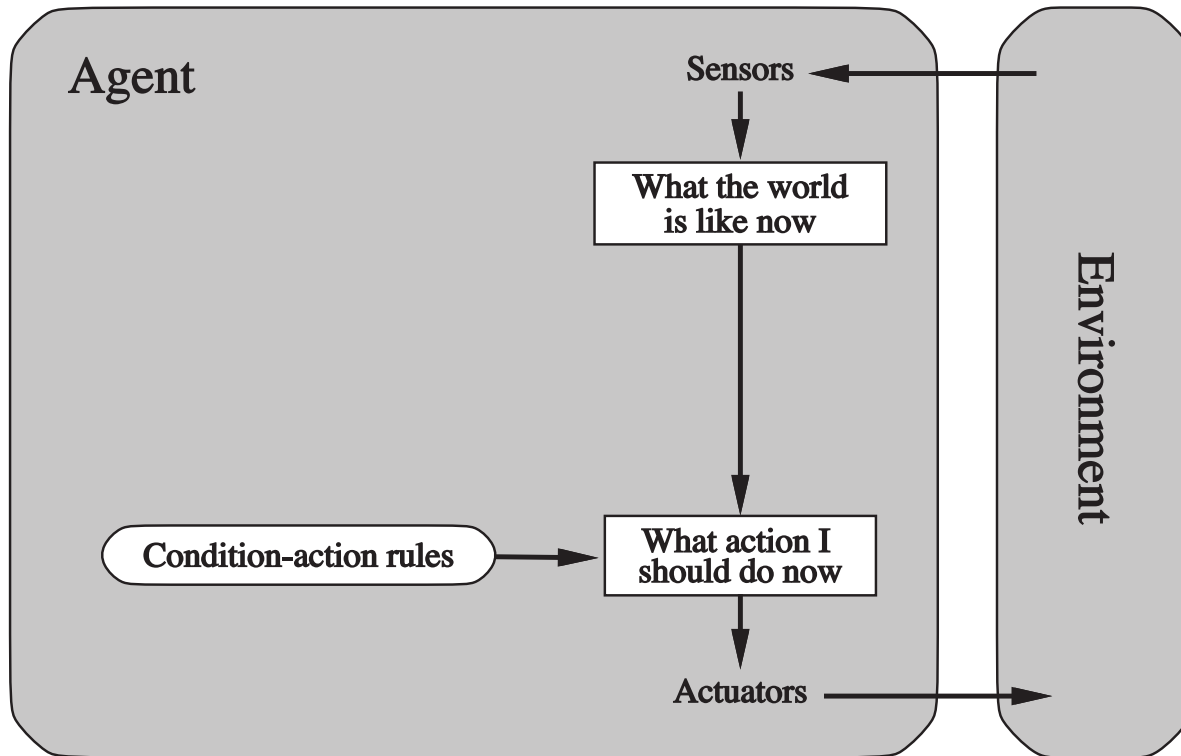 Agent
Sensors
What the world
is like now
Environment
Condition-action rules
What action I
should do now
Actuators